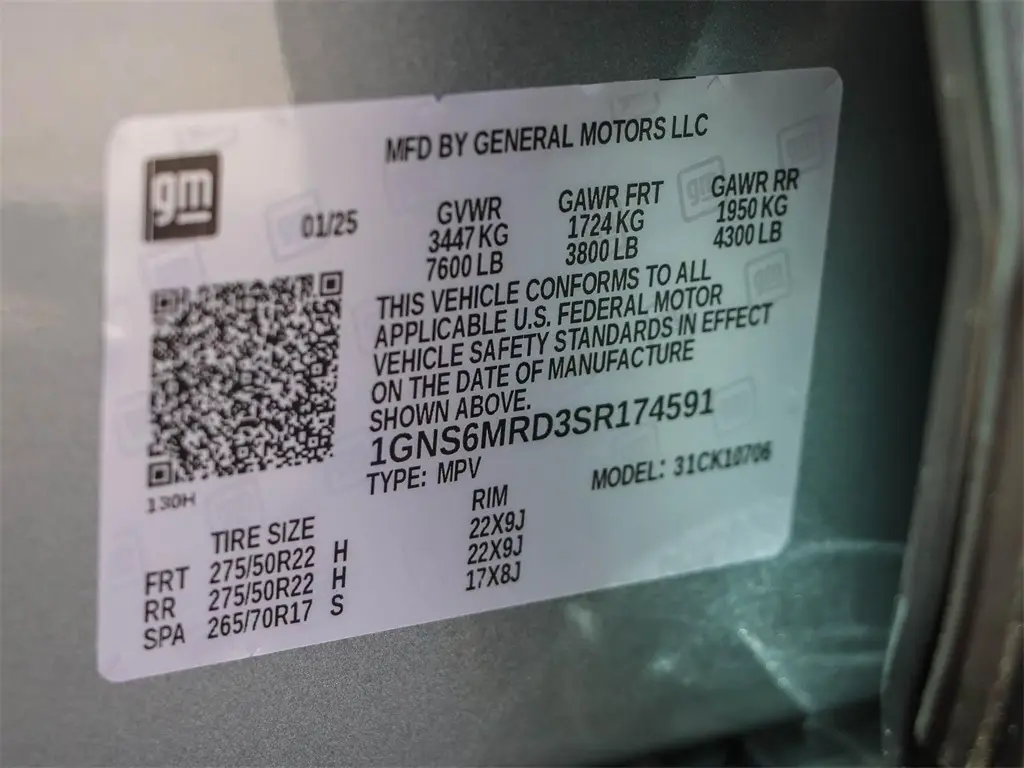 MFD BY GENERAL MOTORS LLC
gm
01/25
GVWR GAWR FRT GAWR RR
3447 KG 1724 KG 1950 KG
7600 LB 3800 LB 4300 LB
THIS VEHICLE CONFORMS TO ALL
APPLICABLE U.S. FEDERAL MOTOR
VEHICLE SAFETY STANDARDS IN EFFECT
ON THE DATE OF MANUFACTURE
SHOWN ABOVE.
1GNS6MRD3SR174591
TYPE: MPV MODEL: 31CK10706
130H
TIRE SIZE RIM
FRT 275/50R22 H 22X9J
RR 275/50R22 H 22X9J
SPA 265/70R17 S 17X8J